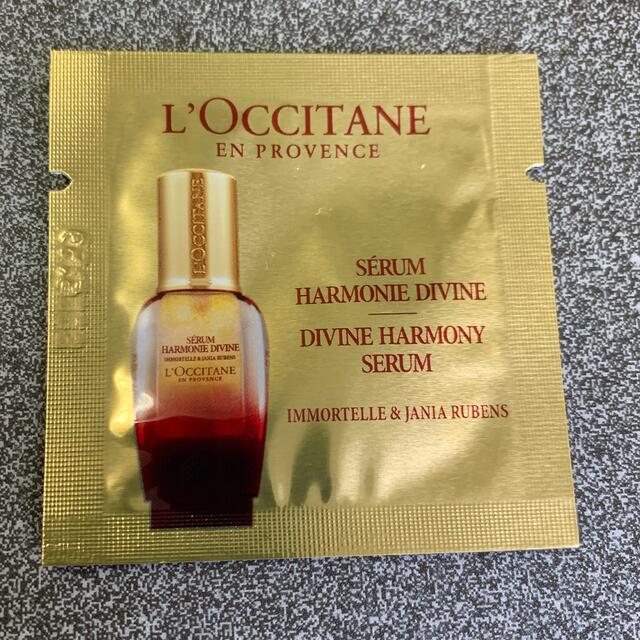 L'OCCITANE
EN PROVENCE
SÉRUM
HARMONIE DIVINE
DIVINE HARMONY
SERUM
IMMORTELLE & JANIA RUBENS
L'OCCITANE
SÉRUM
HARMONIE DIVINE
IMMORTELLE & JANIA RUBENS
L'OCCITANE
EN PROVENCE